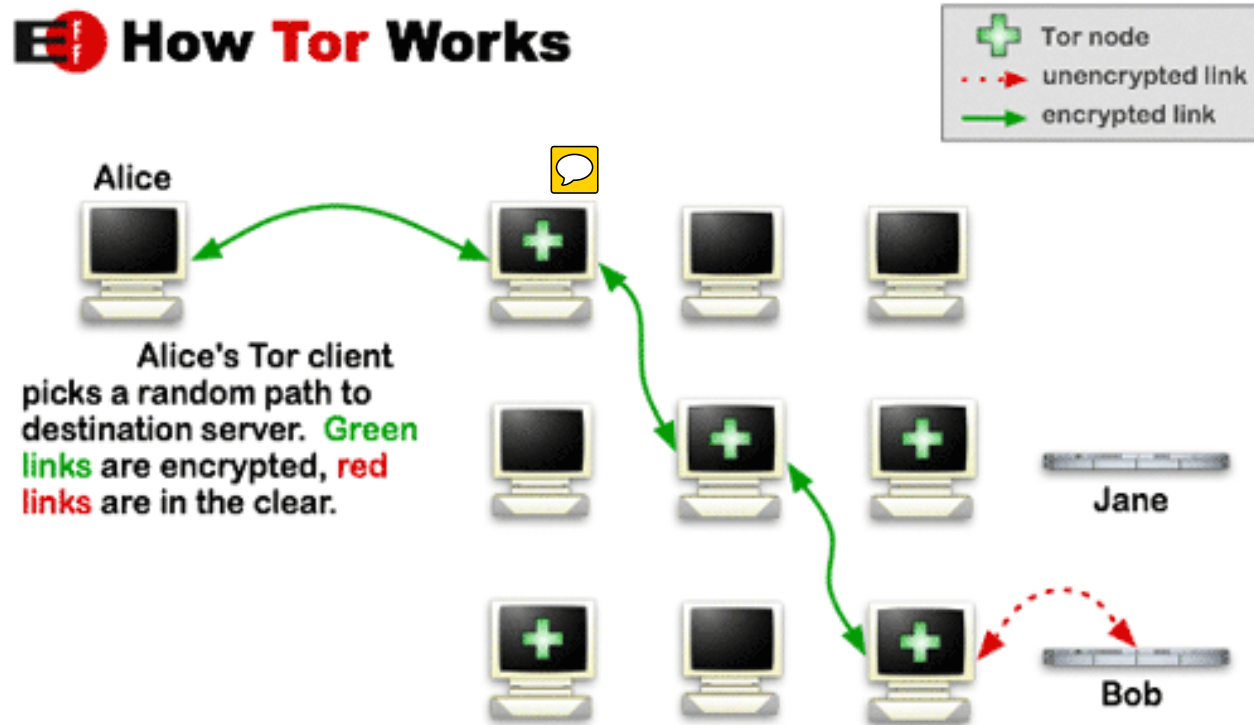 EFF How Tor Works
Tor node
unencrypted link
encrypted link
Alice
Alice's Tor client
picks a random path to
destination server. Green
links are encrypted, red
links are in the clear.
Jane
Bob